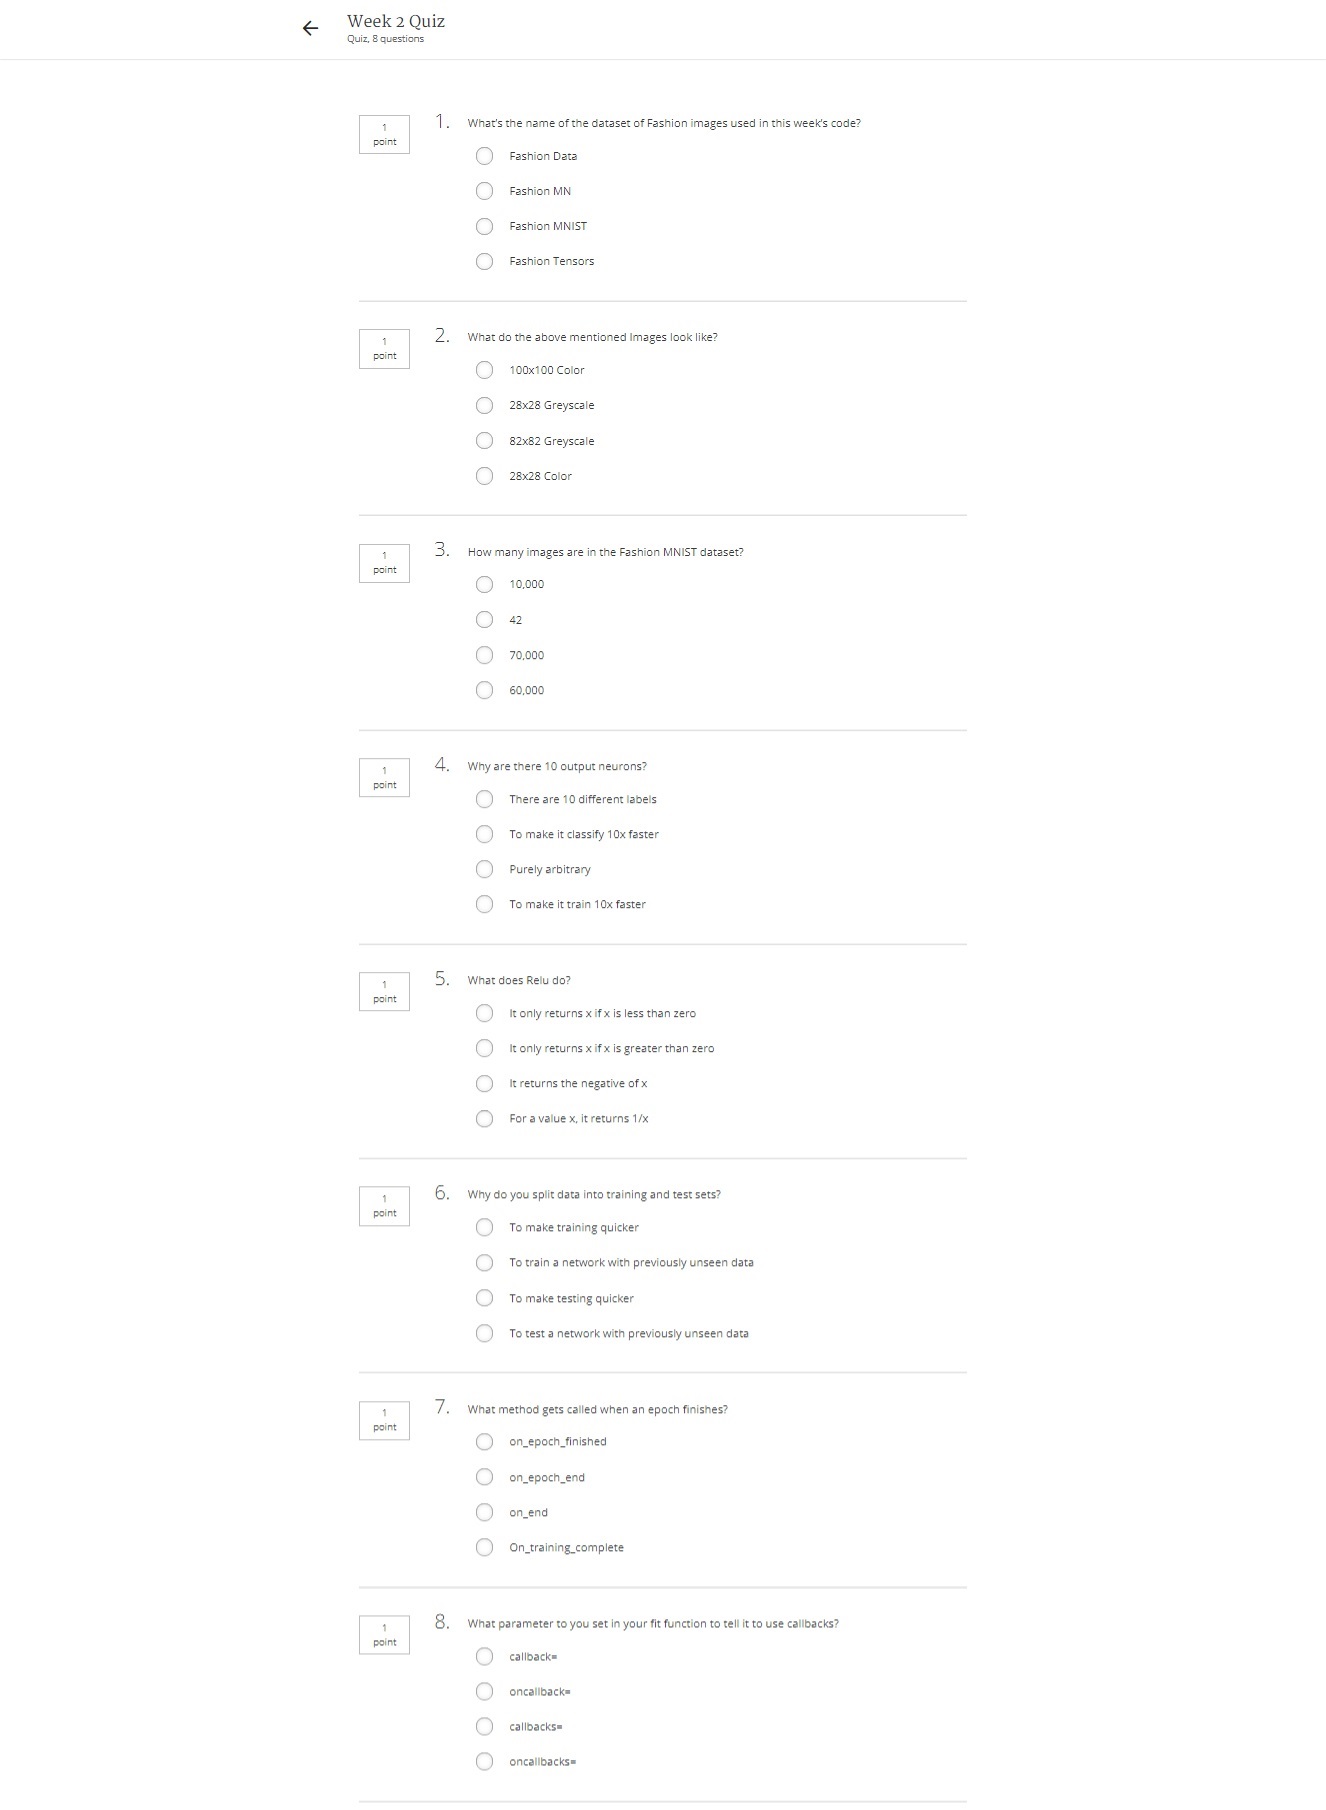 Week 2 Quiz
Quiz, 8 questions
1
point
1. What's the name of the dataset of Fashion images used in this week's code?
Fashion Data
Fashion MN
Fashion MNIST
Fashion Tensors
1
point
2. What do the above mentioned Images look like?
100x100 Color
28x28 Greyscale
82x82 Greyscale
28x28 Color
1
point
3. How many images are in the Fashion MNIST dataset?
10,000
42
70,000
60,000
1
point
4. Why are there 10 output neurons?
There are 10 different labels
To make it classify 10x faster
Purely arbitrary
To make it train 10x faster
1
point
5. What does Relu do?
It only returns x if x is less than zero
It only returns x if x is greater than zero
It returns the negative of x
For a value x, it returns 1/x
1
point
6. Why do you split data into training and test sets?
To make training quicker
To train a network with previously unseen data
To make testing quicker
To test a network with previously unseen data
1
point
7. What method gets called when an epoch finishes?
on_epoch_finished
on_epoch_end
on_end
On_training_complete
1
point
8. What parameter to you set in your fit function to tell it to use callbacks?
callback=
oncallback=
callbacks=
oncallbacks=